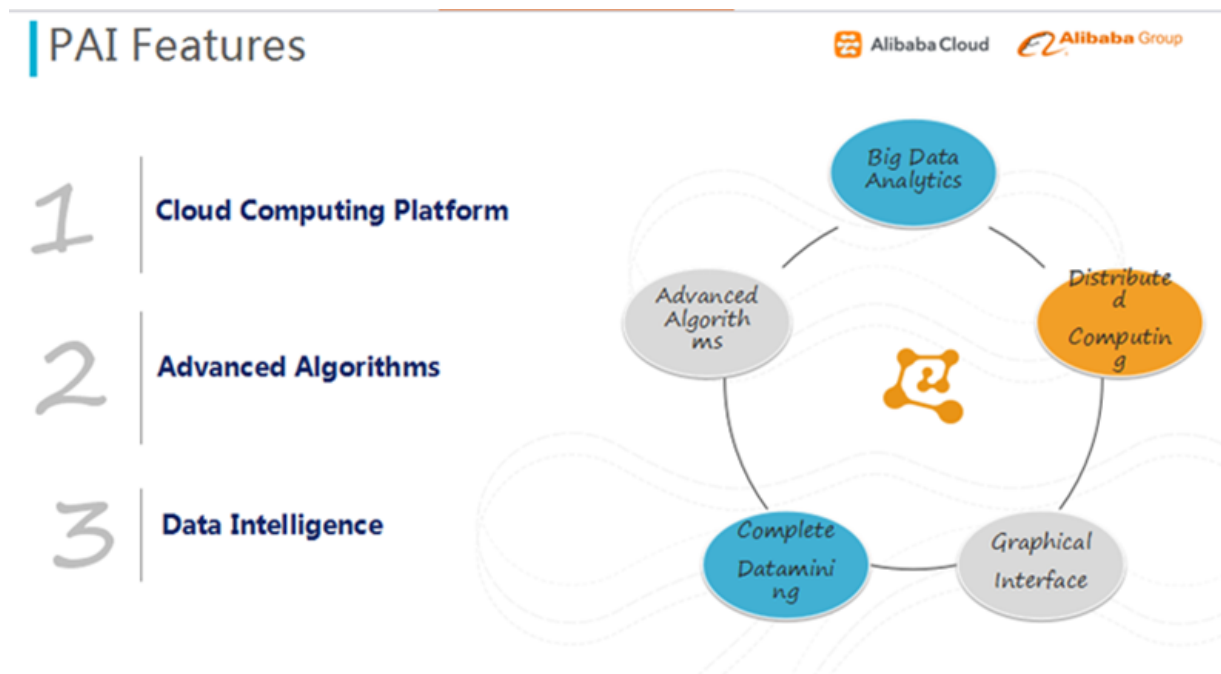 PAI Features
Alibaba Cloud
Alibaba Group
1
Cloud Computing Platform
2
Advanced Algorithms
3
Data Intelligence
Big Data
Analytics
Distribute
d
Computin
g
Graphical
Interface
Complete
Datamini
ng
Advanced
Algorith
ms